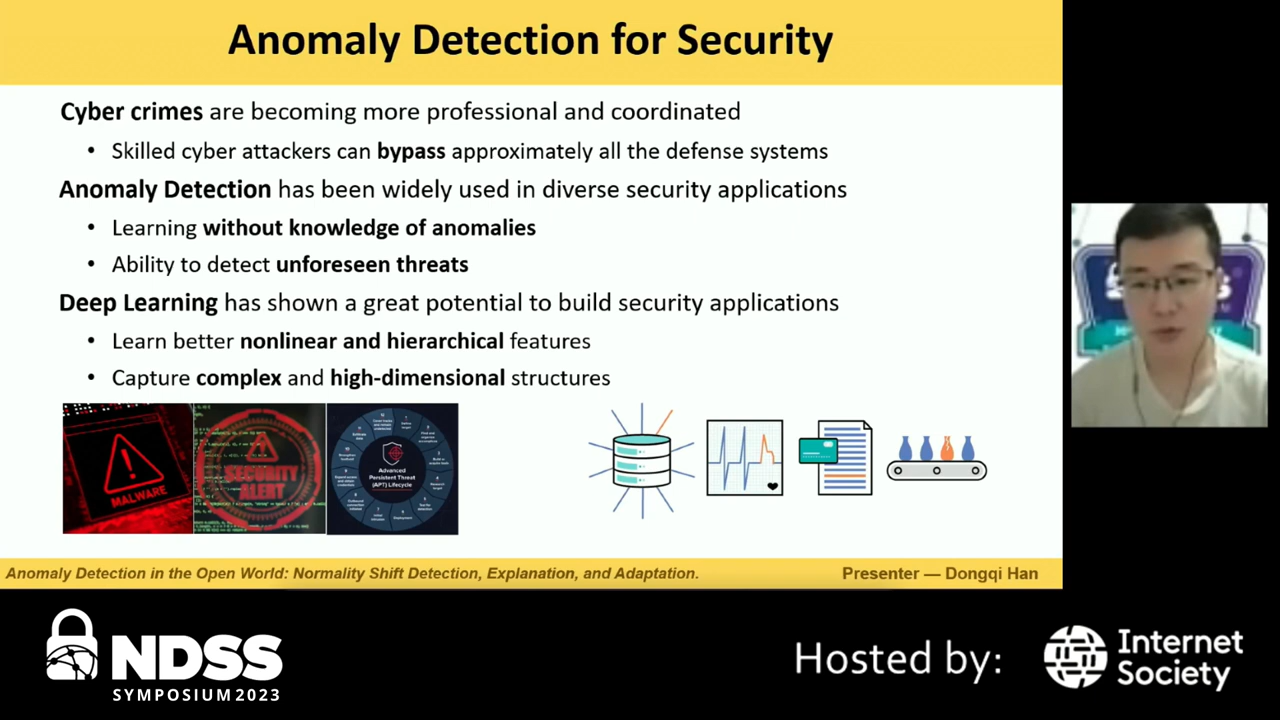 Anomaly Detection for Security
Cyber crimes are becoming more professional and coordinated
• Skilled cyber attackers can bypass approximately all the defense systems
Anomaly Detection has been widely used in diverse security applications
• Learning without knowledge of anomalies
• Ability to detect unforeseen threats
Deep Learning has shown a great potential to build security applications
• Learn better nonlinear and hierarchical features
• Capture complex and high-dimensional structures
MALWARE
SECURITY
ALERT
Advanced
Persistent Threat
(APT) Lifecycle
Anomaly Detection in the Open World: Normality Shift Detection, Explanation, and Adaptation.
Presenter — Dongqi Han
NDSS
SYMPOSIUM2023
Hosted by:
Internet
Society